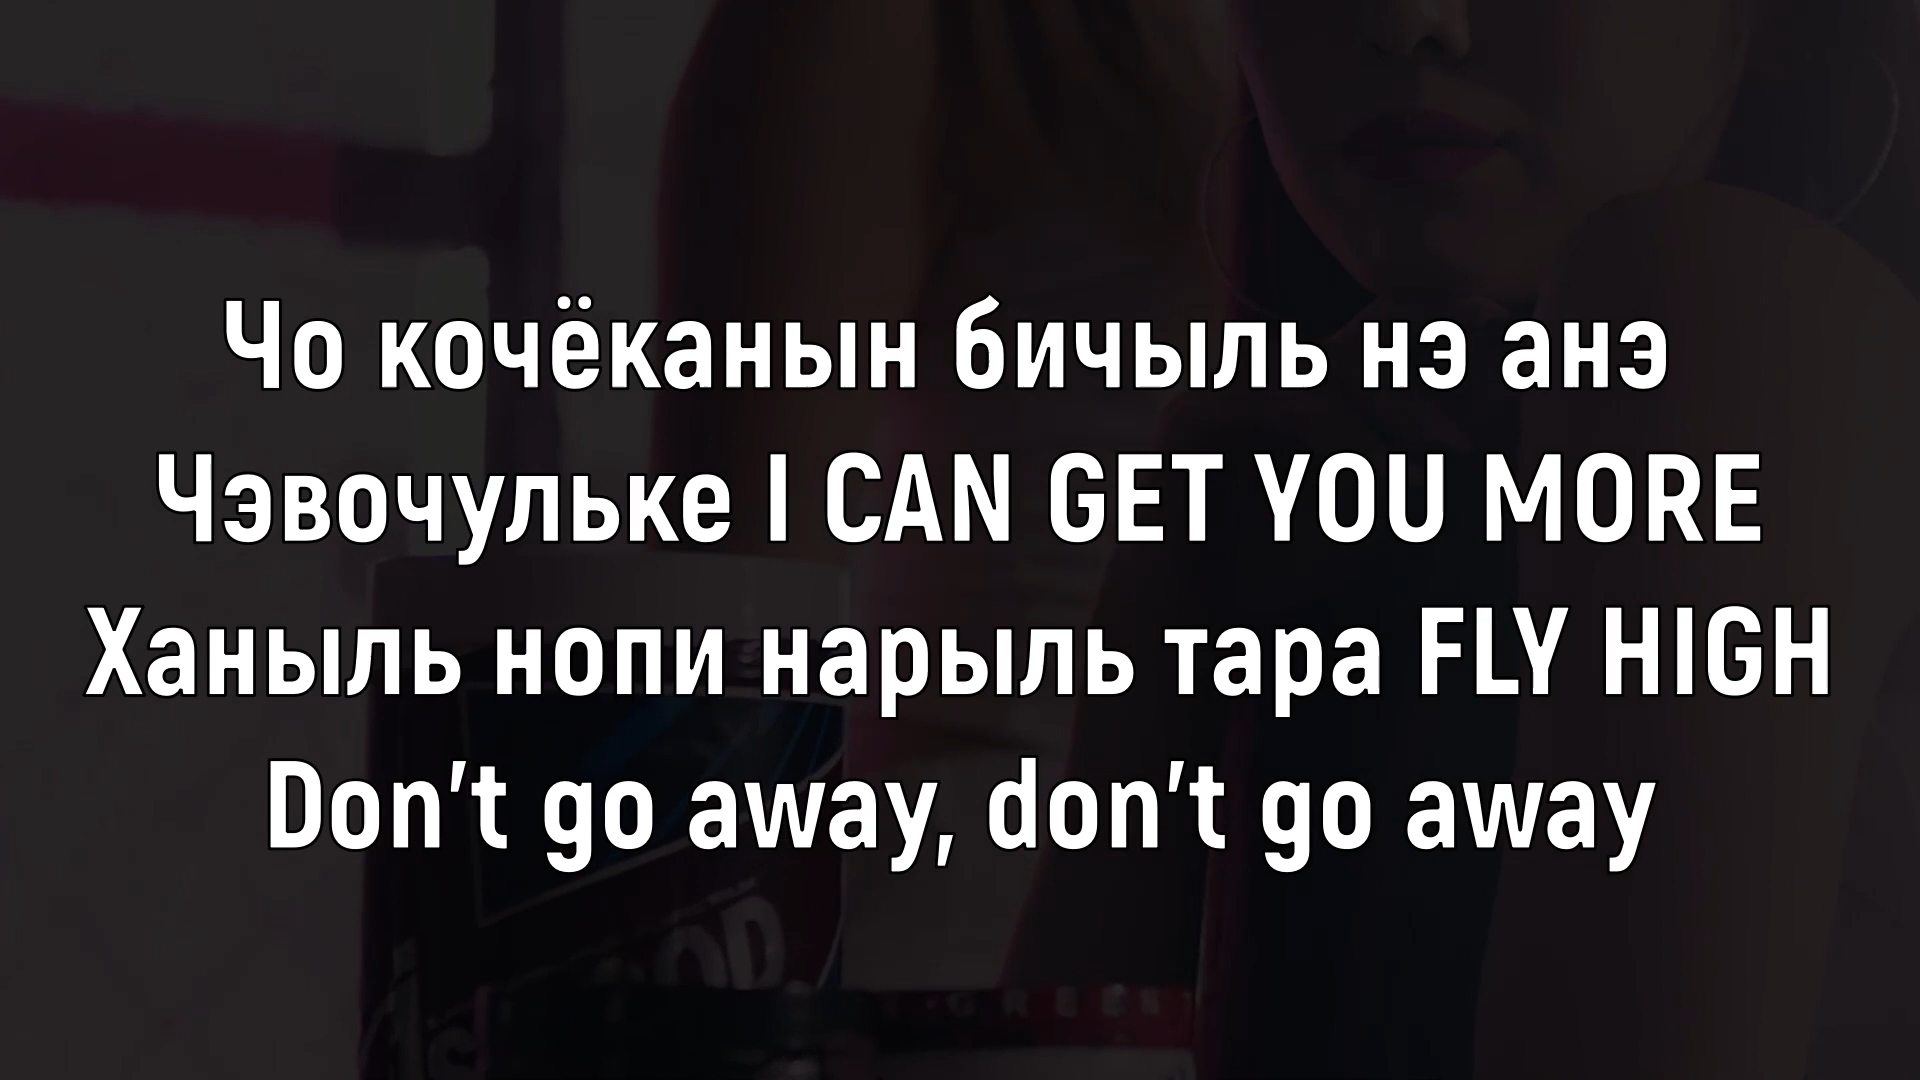 Чо кочёканын бичыль нэ анэ
Чэвочульке I CAN GET YOU MORE
Ханыль нопи нарыль тара FLY HIGH
Don't go away, don't go away